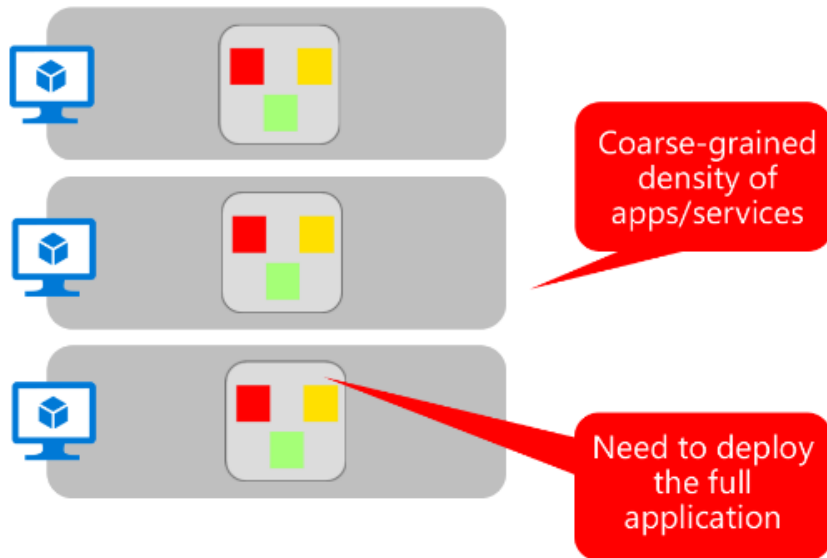 Coarse-grained
density of
apps/services
Need to deploy
the full
application